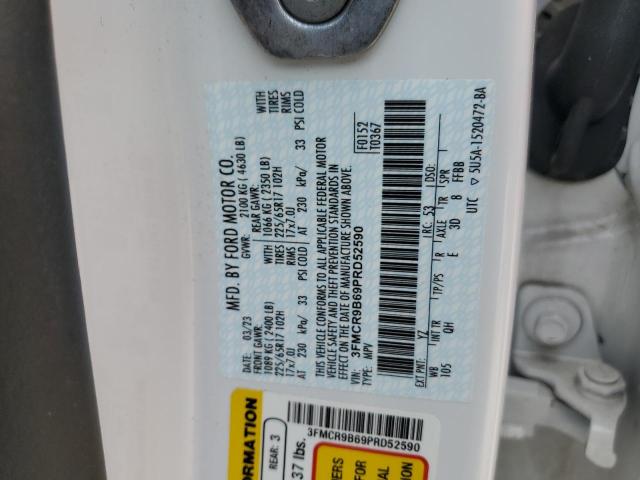 MFD. BY FORD MOTOR CO.
03/23
GVWR:
2100 KG ( 4630 LB)
FRONT GAWR:
REAR GAWR:
1089 KG ( 2400 LB)
1066 KG ( 2350 LB)
WITH
225/65R17 102H
TIRES
225/65R17 102H
WITH
TIRES
17x7.0J
RIMS
17x7.0J
RIMS
AT 230 kPa/ 33 PSI COLD
AT 230 kPa/ 33 PSI COLD
THIS VEHICLE CONFORMS TO ALL APPLICABLE FEDERAL MOTOR
VEHICLE SAFETY AND THEFT PREVENTION STANDARDS IN
EFFECT ON THE DATE OF MANUFACTURE SHOWN ABOVE.
F0152
T0367
VIN: 3FMCR9B69PRD52590
TYPE: MPV
EXT PNT: YZ
RC: 53
DSO:
WB
INT TR
TP/PS
R
AXLE
TR
SPR
105
QH
E
3D
8
FFBB
UTC
5U5A-1520472-BA
FORMATION
REAR: 3
37 lbs.
3FMCR9B69PRD52590
FOR
ATION